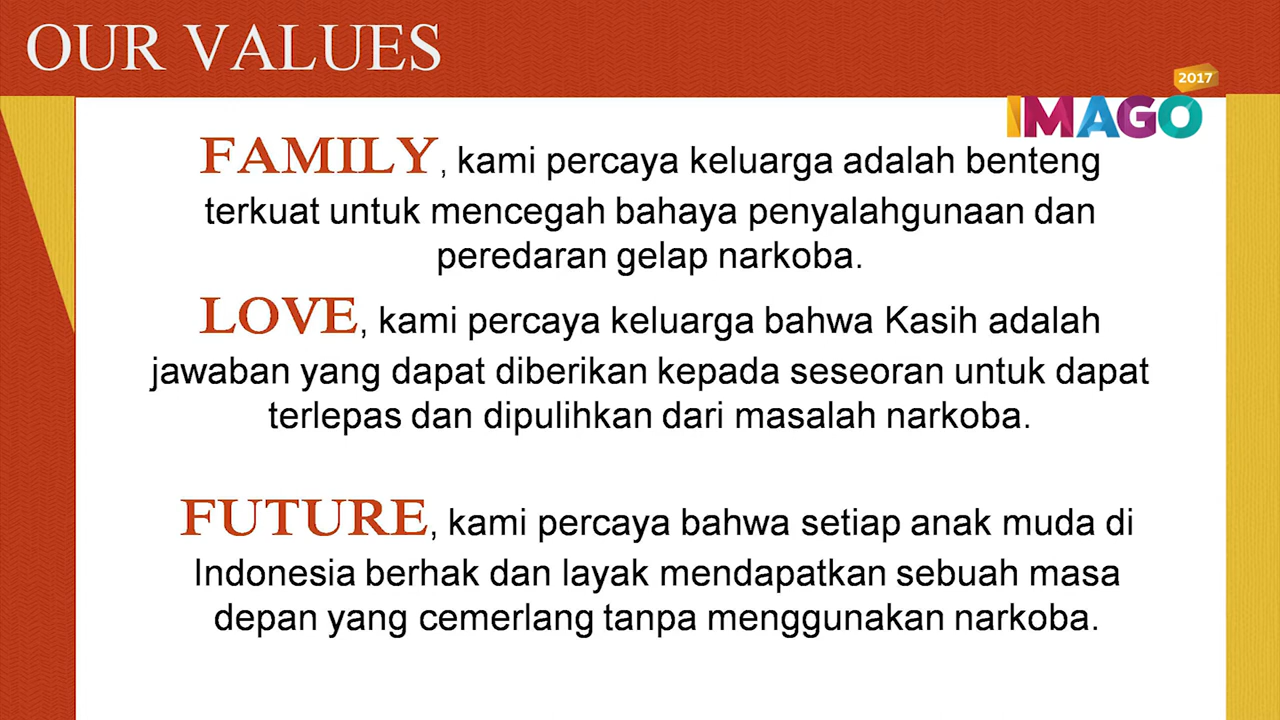 OUR VALUES
2017
IMAGO
FAMILY, kami percaya keluarga adalah benteng
terkuat untuk mencegah bahaya penyalahgunaan dan
peredaran gelap narkoba.
LOVE, kami percaya keluarga bahwa Kasih adalah
jawaban yang dapat diberikan kepada seseoran untuk dapat
terlepas dan dipulihkan dari masalah narkoba.
FUTURE, kami percaya bahwa setiap anak muda di
Indonesia berhak dan layak mendapatkan sebuah masa
depan yang cemerlang tanpa menggunakan narkoba.